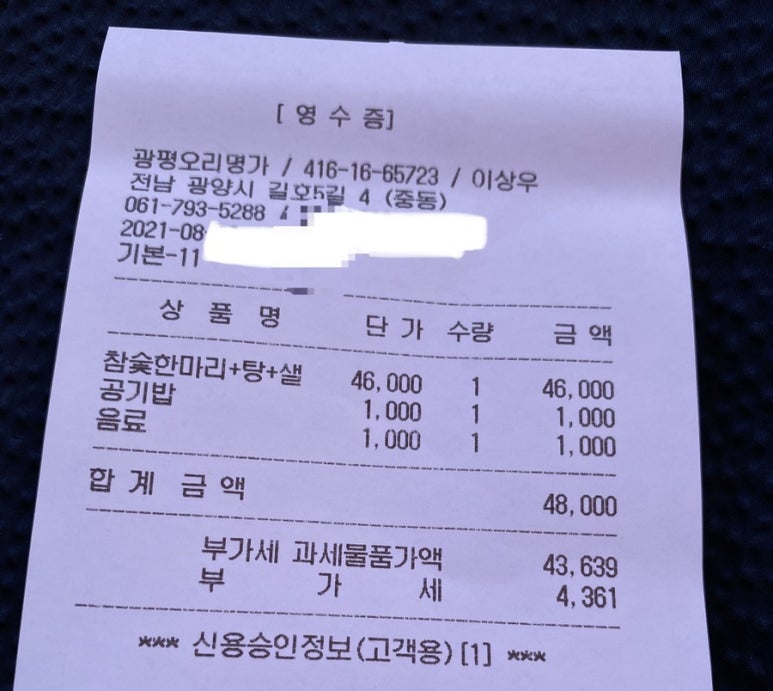 [ 영 수 증]
광평오리명가 / 416-16-65723 / 이상우
전남 광양시 길호5길 4 (중동)
061-793-5288 /
2021-08-
기본-11
상 품 명 단 가 수량 금 액
참숯한마리+탕+샐 46,000 1 46,000
공기밥 1,000 1 1,000
음료 1,000 1 1,000
합 계 금 액 48,000
부가세 과세물품가액 43,639
부 가 세 4,361
*** 신용승인정보(고객용)[1] ***